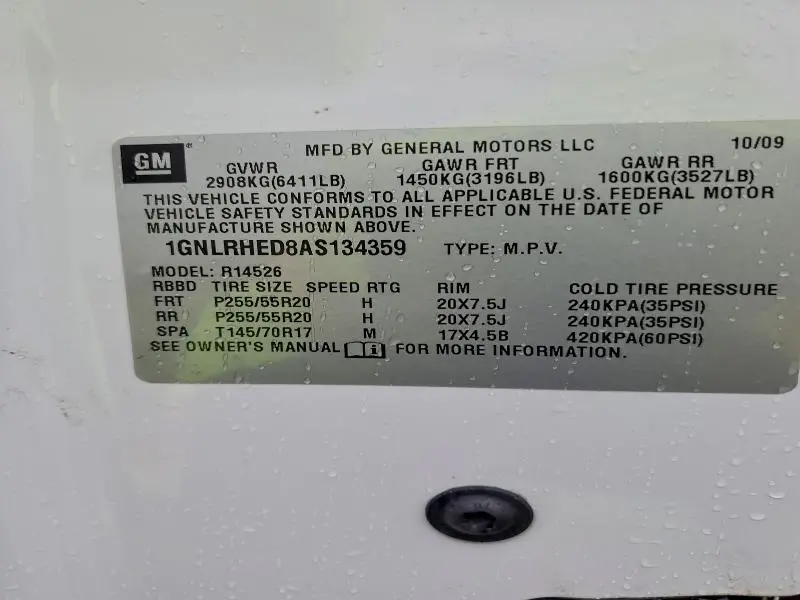 GM
MFD BY GENERAL MOTORS LLC 10/09
GVWR GAWR FRT GAWR RR
2908KG(6411LB) 1450KG(3196LB) 1600KG(3527LB)
THIS VEHICLE CONFORMS TO ALL APPLICABLE U.S. FEDERAL MOTOR
VEHICLE SAFETY STANDARDS IN EFFECT ON THE DATE OF
MANUFACTURE SHOWN ABOVE.
1GNLRHED8AS134359 TYPE: M.P.V.
MODEL: R14526
RBBD TIRE SIZE SPEED RTG RIM COLD TIRE PRESSURE
FRT P255/55R20 H 20X7.5J 240KPA(35PSI)
RR P255/55R20 H 20X7.5J 240KPA(35PSI)
SPA T145/70R17 M 17X4.5B 420KPA(60PSI)
SEE OWNER'S MANUAL FOR MORE INFORMATION.